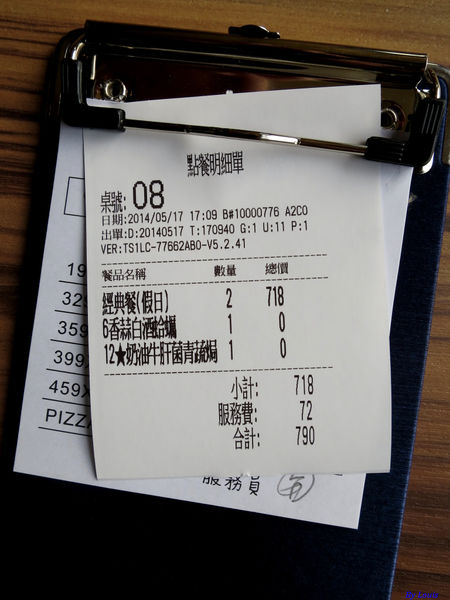 點餐明細單
桌號: 08
日期:2014/05/17 17:09 B#10000776 A2C0
出單:D:20140517 T:170940 G:1 U:11 P:1
VER:TS1LC-77662AB0-V5.2.41
餐品名稱 數量 總價
經典餐(假日) 2 718
6香蒜白酒蛤蠣 1 0
12★奶油牛肝菌青蔬焗 1 0
小計: 718
服務費: 72
合計: 790
19
329
359
399
459X
PIZZA
服務員